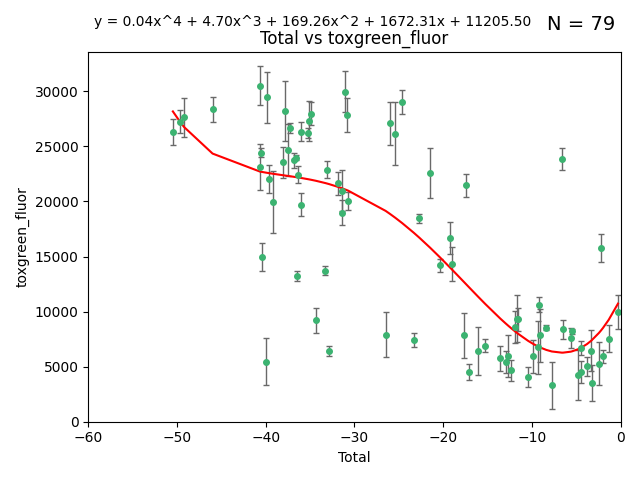 y = 0.04x^4 + 4.70x^3 + 169.26x^2 + 1672.31x + 11205.50
N = 79
Total vs toxgreen_fluor
30000
25000
20000
15000
10000
5000
0
toxgreen_fluor
−60 −50 −40 −30 −20 −10 0
Total